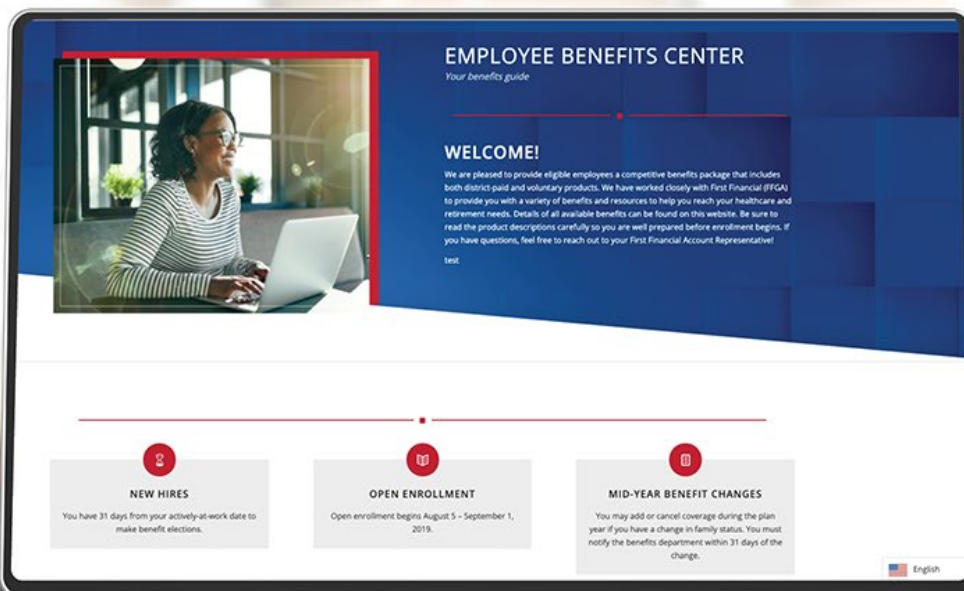 EMPLOYEE BENEFITS CENTER
Your benefits guide
WELCOME!
We are pleased to provide eligible employees a competitive benefits package that includes
both district-paid and voluntary products. We have worked closely with First Financial (FFGA)
to provide you with a variety of benefits and resources to help you reach your healthcare and
retirement needs. Details of all available benefits can be found on this website. Be sure to
read the product descriptions carefully so you are well prepared before enrollment begins. If
you have questions, feel free to reach out to your First Financial Account Representative!
test
NEW HIRES
You have 31 days from your actively-at-work date to
make benefit elections.
OPEN ENROLLMENT
Open enrollment begins August 5 – September 1,
2019.
MID-YEAR BENEFIT CHANGES
You may add or cancel coverage during the plan
year if you have a change in family status. You must
notify the benefits department within 31 days of the
change.
English